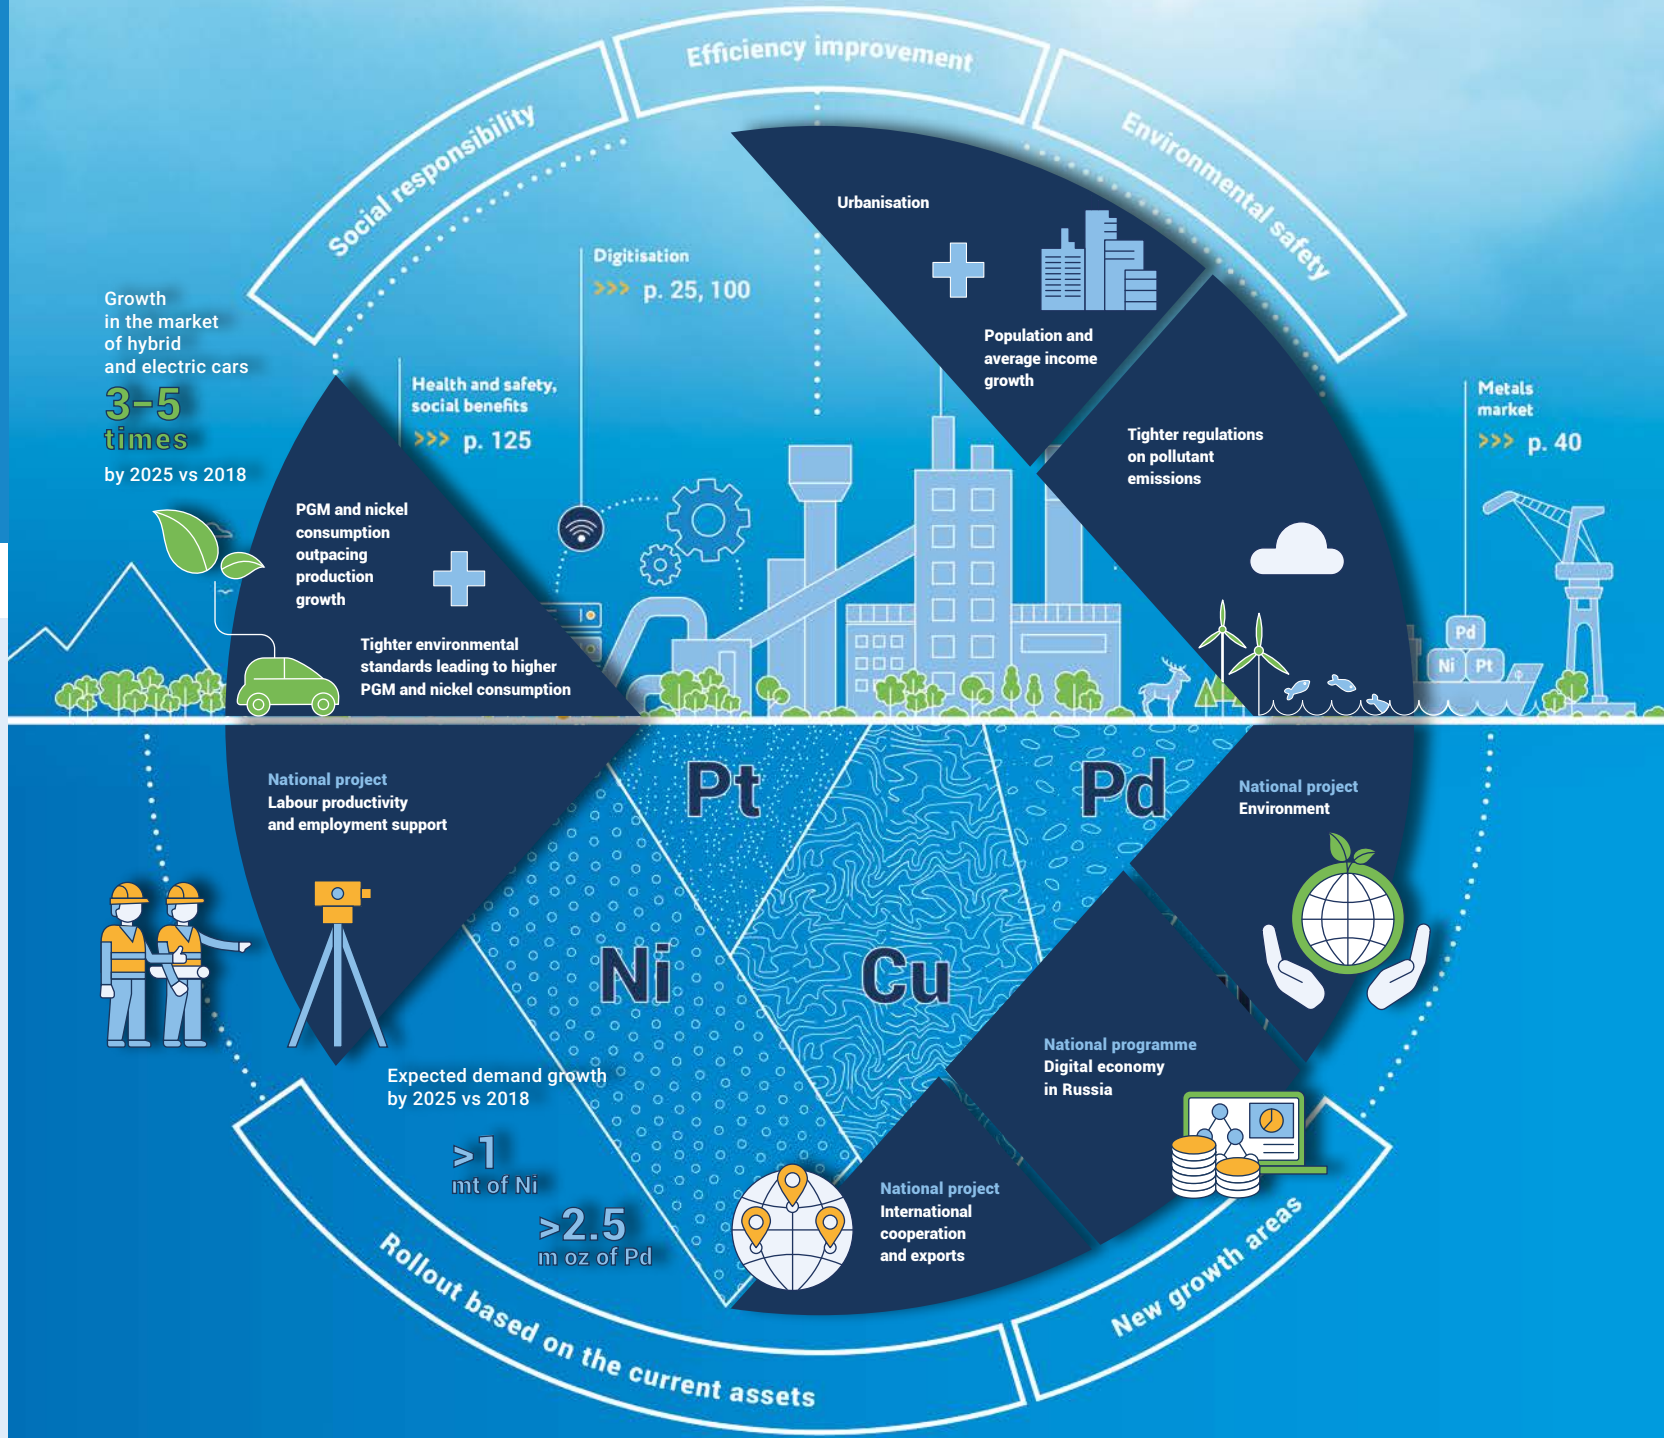 Efficiency improvement
Social responsibility
Environmental safety
Urbanisation
Population and
average income
growth
Digitisation
>>> p. 25, 100
Growth
in the market
of hybrid
and electric cars
3–5
times
by 2025 vs 2018
Health and safety,
social benefits
>>> p. 125
Metals
market
>>> p. 40
Tighter regulations
on pollutant
emissions
PGM and nickel
consumption
outpacing
production
growth
Tighter environmental
standards leading to higher
PGM and nickel consumption
Pd
Ni
Pt
National project
Labour productivity
and employment support
Pt
Pd
Ni
Cu
National project
Environment
National programme
Digital economy
in Russia
Expected demand growth
by 2025 vs 2018
>1
mt of Ni
>2.5
m oz of Pd
National project
International
cooperation
and exports
Rollout based on the current assets
New growth areas